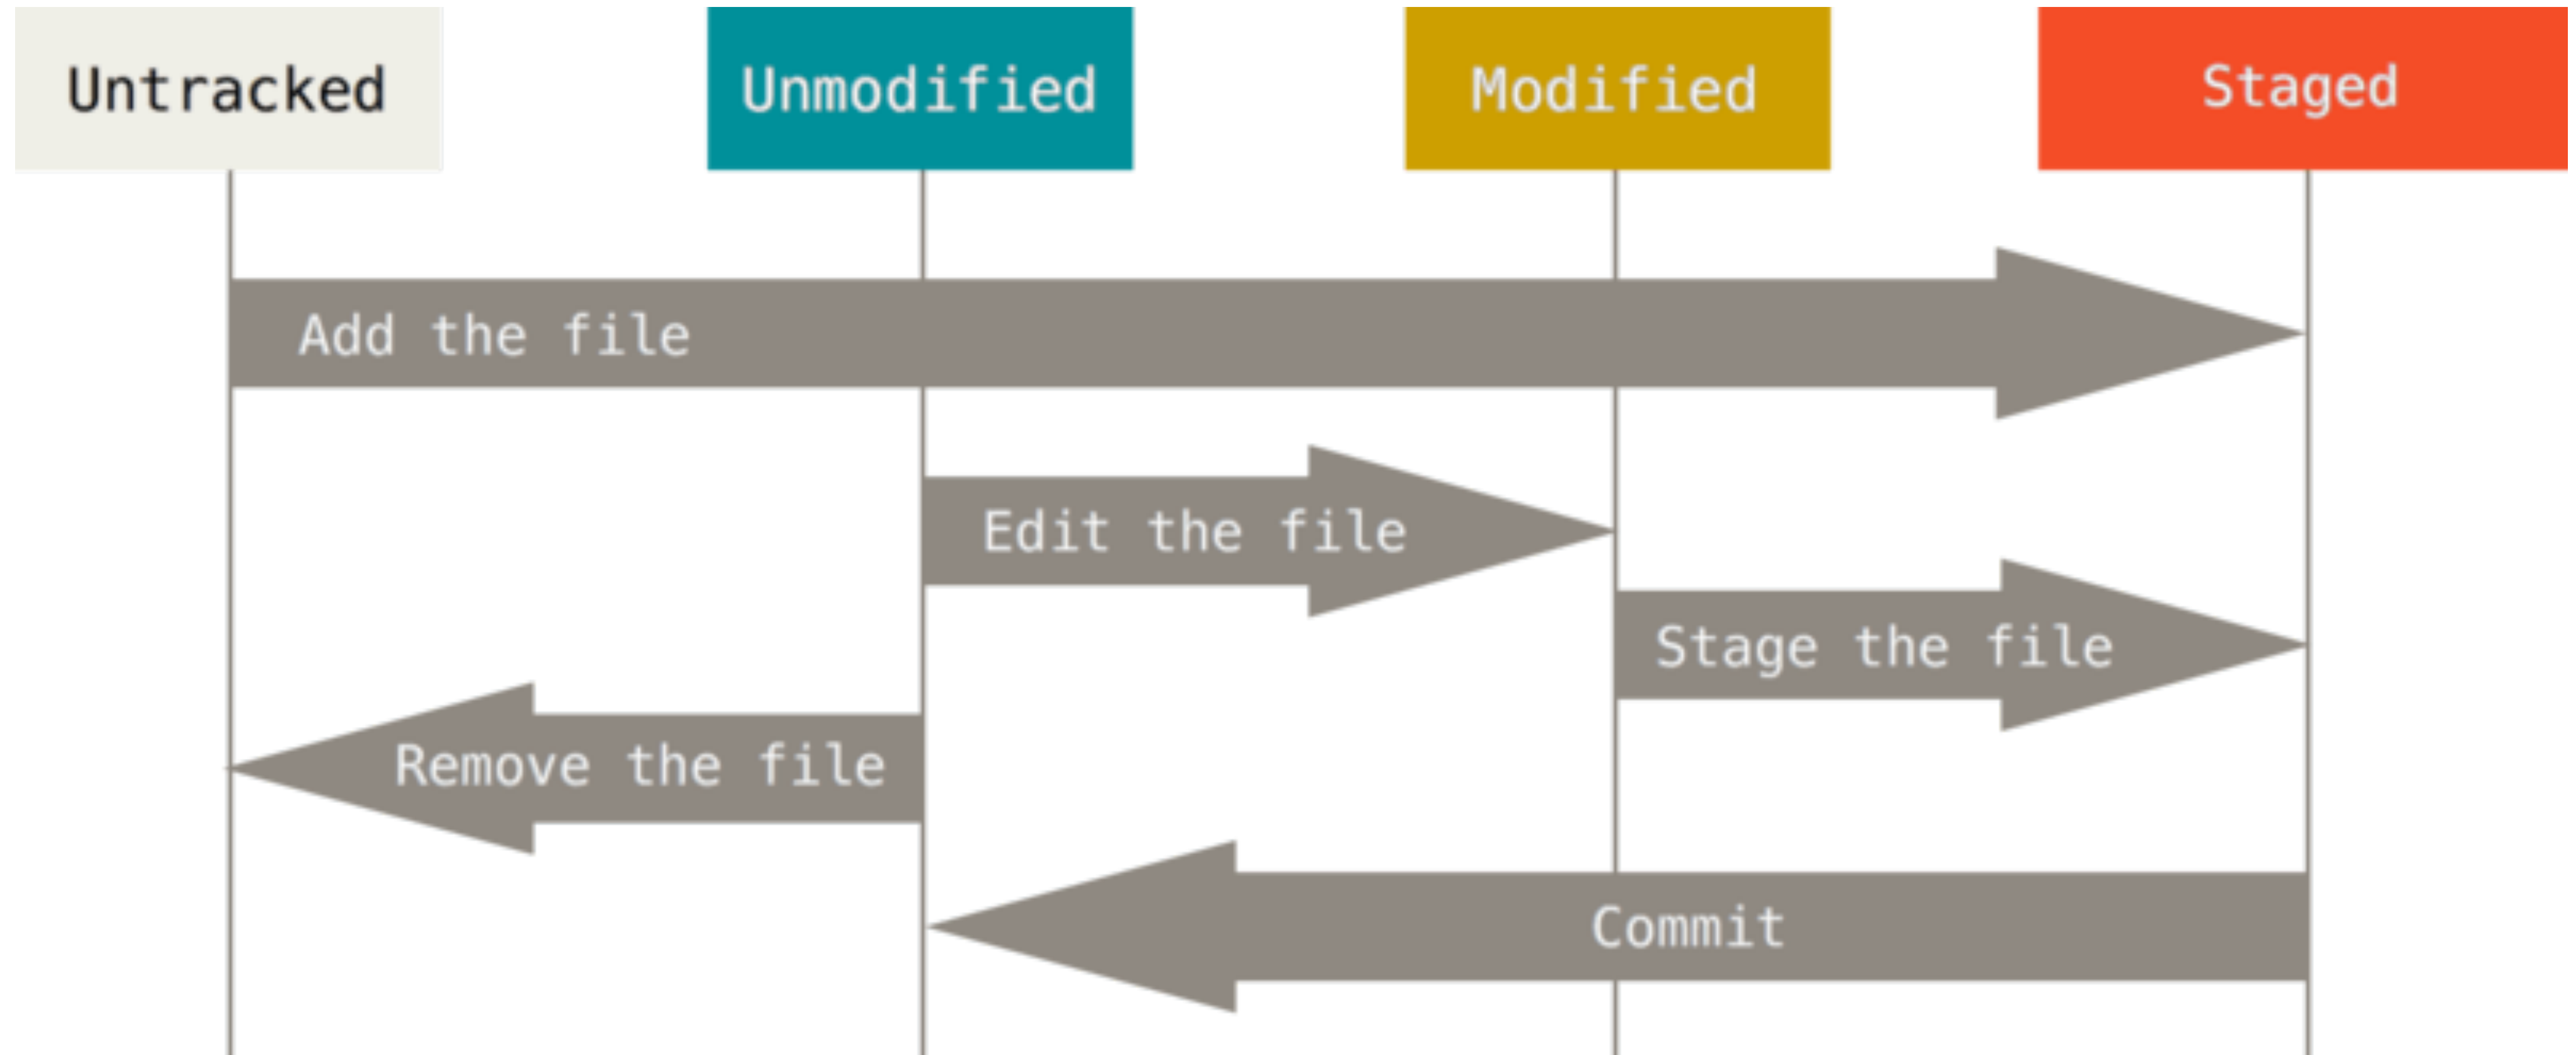 Untracked
Unmodified
Modified
Staged
Add the file
Edit the file
Stage the file
Remove the file
Commit